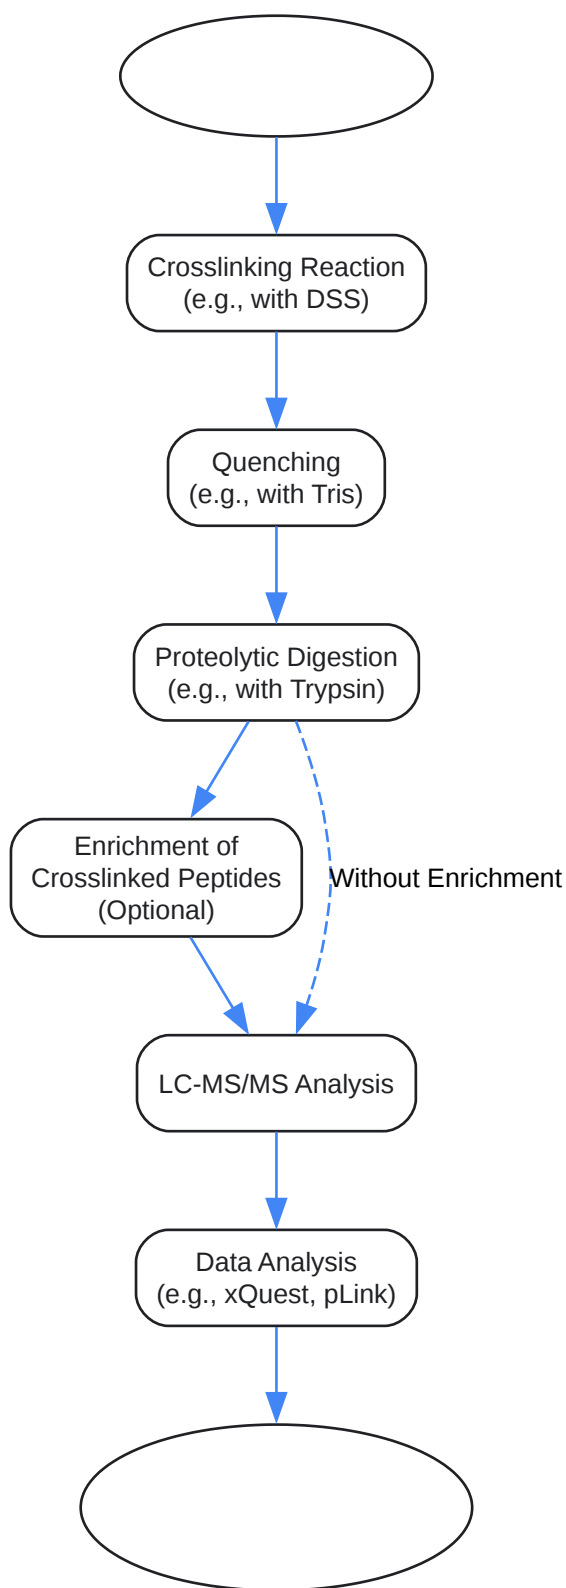 Crosslinking Reaction
(e.g., with DSS)
Quenching
(e.g., with Tris)
Proteolytic Digestion
(e.g., with Trypsin)
Enrichment of
Crosslinked Peptides
(Optional)
Without Enrichment
LC-MS/MS Analysis
Data Analysis
(e.g., xQuest, pLink)